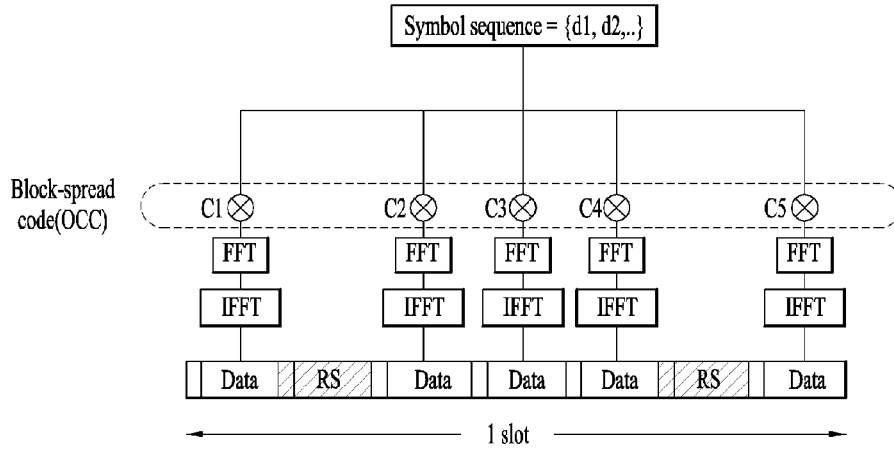 Symbol sequence = {d1, d2,..}
Block-spread
code(OCC)
C1 C2 C3 C4 C5
FFT FFT FFT FFT FFT
IFFT IFFT IFFT IFFT IFFT
Data RS Data Data Data RS Data
1 slot